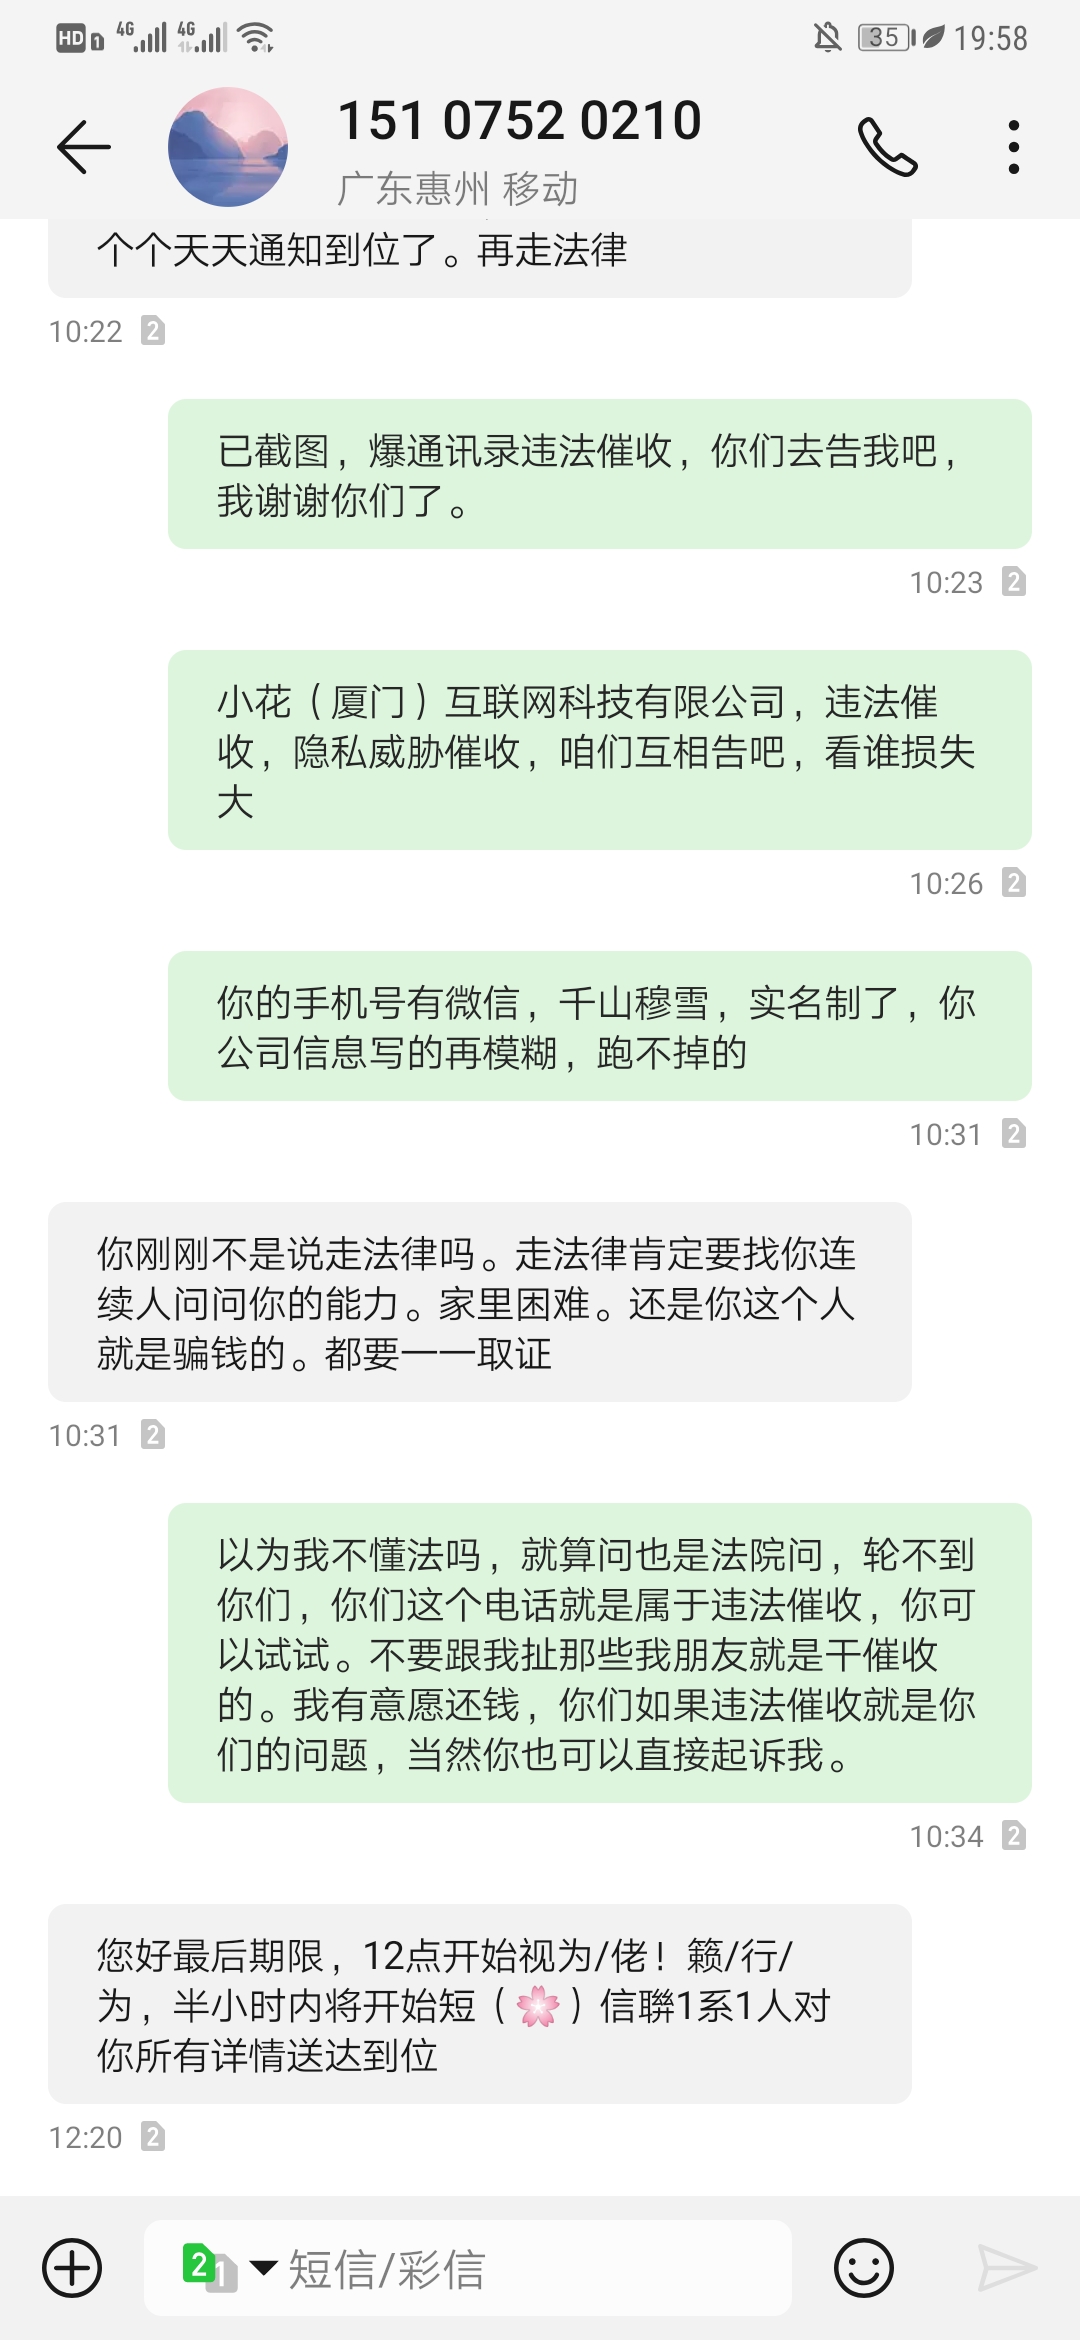 HD 1 4G 4G 35 19:58
151 0752 0210
广东惠州 移动
个个天天通知到位了。再走法律
10:22 2
已截图，爆通讯录违法催收，你们去告我吧，
我谢谢你们了。
10:23 2
小花（厦门）互联网科技有限公司，违法催
收，隐私威胁催收，咱们互相告吧，看谁损失
大
10:26 2
你的手机号有微信，千山穆雪，实名制了，你
公司信息写的再模糊，跑不掉的
10:31 2
你刚刚不是说走法律吗。走法律肯定要找你连
续人问问你的能力。家里困难。还是你这个人
就是骗钱的。都要一一取证
10:31 2
以为我不懂法吗，就算问也是法院问，轮不到
你们，你们这个电话就是属于违法催收，你可
以试试。不要跟我扯那些我朋友就是干催收
的。我有意愿还钱，你们如果违法催收就是你
们的问题，当然你也可以直接起诉我。
10:34 2
您好最后期限，12点开始视为/佬！籁/行/
为，半小时内将开始短（🌸）信聨1系1人对
你所有详情送达到位
12:20 2
2 1 短信/彩信